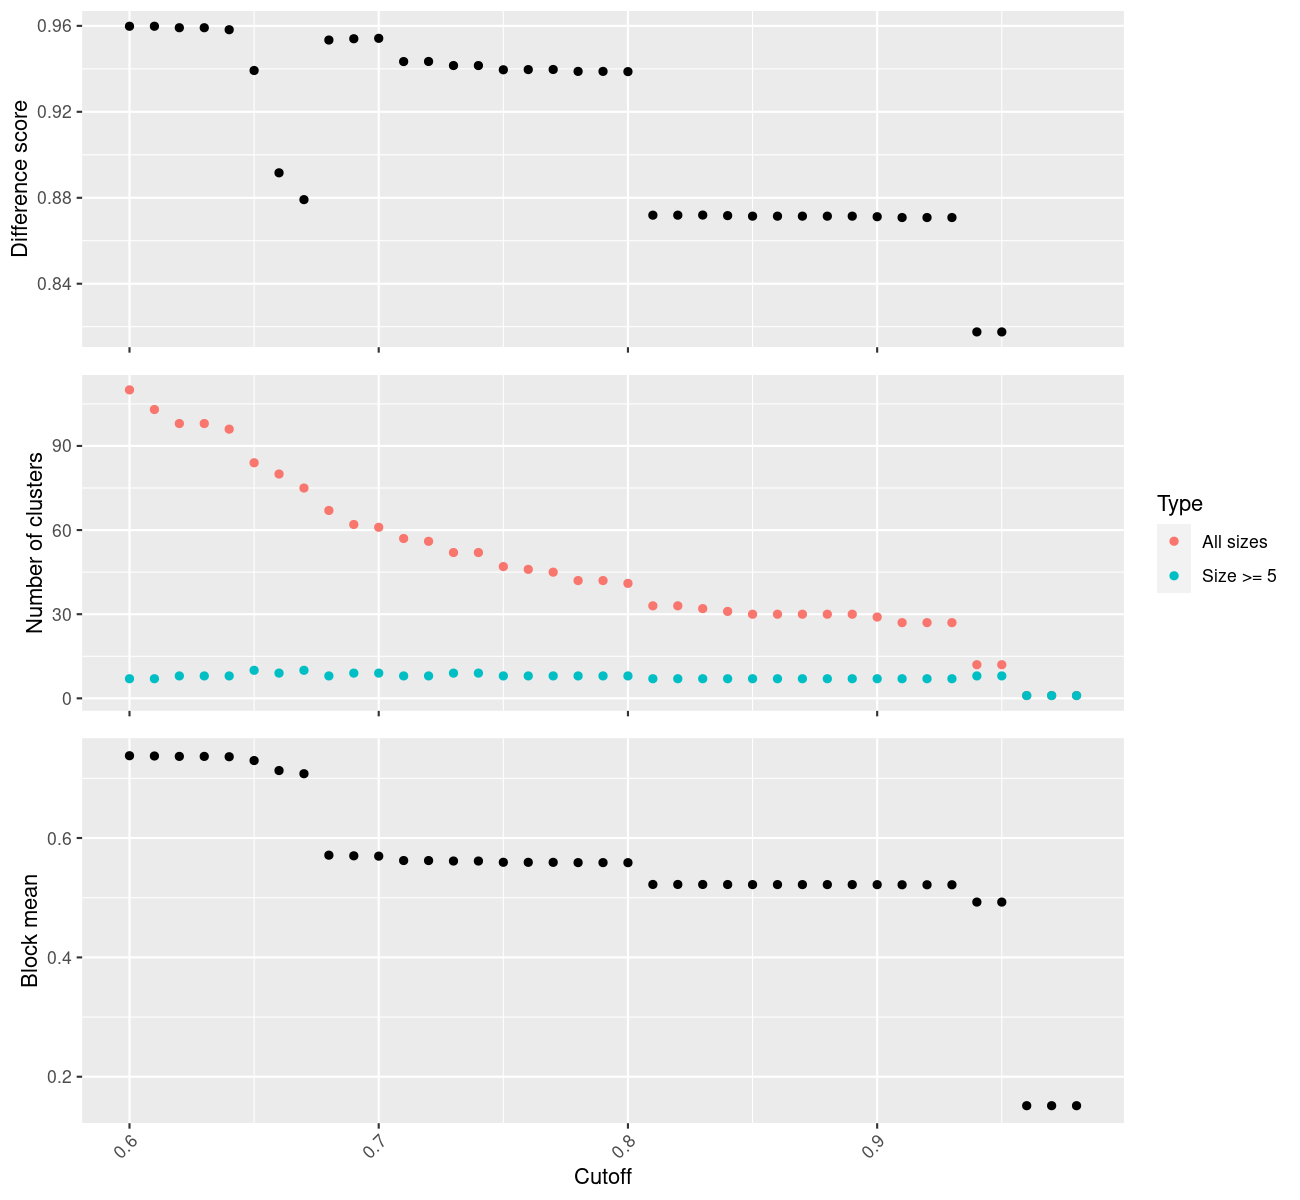 Difference score
0.96
0.92
0.88
0.84
Number of clusters
90
60
30
0
Type
All sizes
Size >= 5
Block mean
0.6
0.4
0.2
0.6
0.7
0.8
0.9
Cutoff